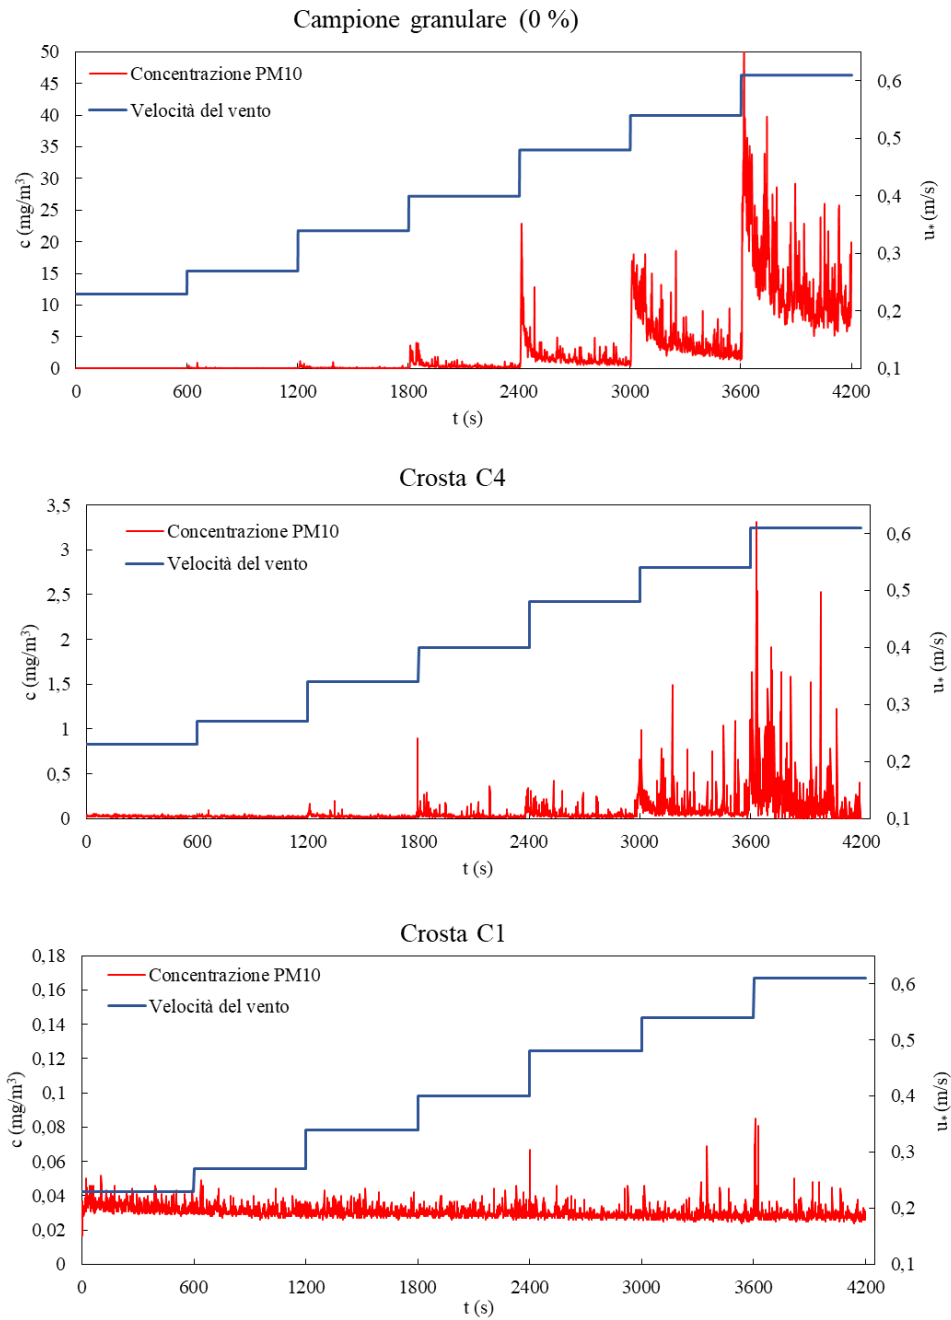 Campione granulare (0 %)
50
45
40
35
30
25
20
15
10
5
0
c (mg/m³)
Concentrazione PM10
Velocità del vento
0,6
0,5
0,4
0,3
0,2
0,1
u* (m/s)
0 600 1200 1800 2400 3000 3600 4200
t (s)
Crosta C4
3,5
3
2,5
2
1,5
1
0,5
0
c (mg/m³)
Concentrazione PM10
Velocità del vento
0,6
0,5
0,4
0,3
0,2
0,1
u* (m/s)
0 600 1200 1800 2400 3000 3600 4200
t (s)
Crosta C1
0,18
0,16
0,14
0,12
0,1
0,08
0,06
0,04
0,02
0
c (mg/m³)
Concentrazione PM10
Velocità del vento
0,6
0,5
0,4
0,3
0,2
0,1
u* (m/s)
0 600 1200 1800 2400 3000 3600 4200
t (s)